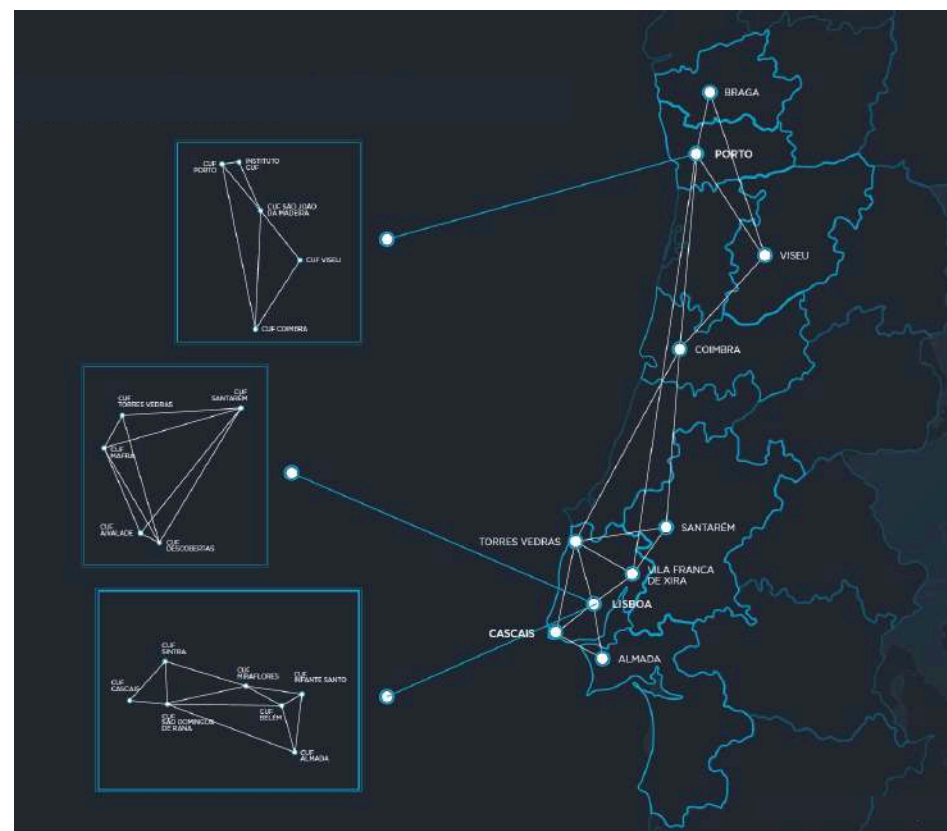 BRAGA
PORTO
VISEU
COIMBRA
SANTARÉM
TORRES VEDRAS
VILA FRANCA
DE XIRA
LISBOA
CASCAIS
ALMADA
CUF
PORTO
INSTITUTO
CUF
CUF SÃO JOÃO
DA MADEIRA
CUF VISEU
CUF COIMBRA
CUF
TORRES VEDRAS
CUF
SANTARÉM
CUF
MAFRA
CUF
ALVALADE
CUF
DESCOBERTAS
CUF
SINTRA
CUF
MIRAFLORES
CUF
INFANTE SANTO
CUF
CASCAIS
CUF
SÃO DOMINGOS
DE RANA
CUF
BELÉM
CUF
ALMADA